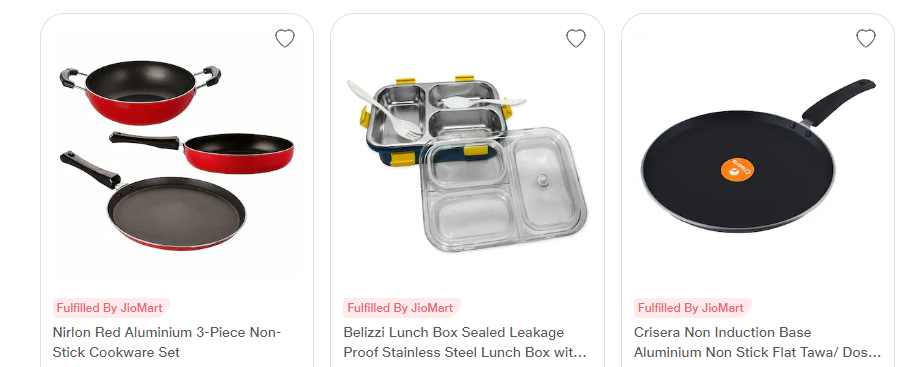 Crisera
Fulfilled By JioMart
Nirlon Red Aluminium 3-Piece Non-
Stick Cookware Set
Fulfilled By JioMart
Belizzi Lunch Box Sealed Leakage
Proof Stainless Steel Lunch Box wit...
Fulfilled By JioMart
Crisera Non Induction Base
Aluminium Non Stick Flat Tawa/ Dos...